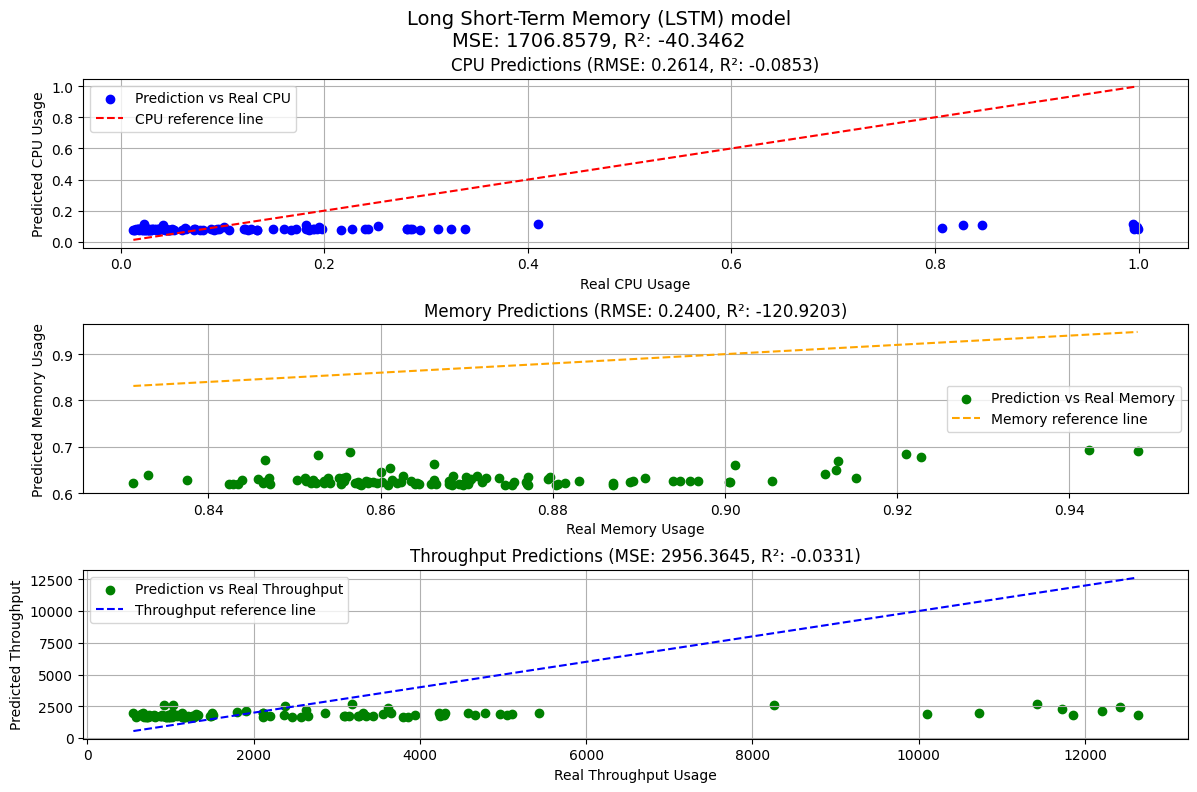 Long Short-Term Memory (LSTM) model
MSE: 1706.8579, R²: -40.3462
CPU Predictions (RMSE: 0.2614, R²: -0.0853)
Predicted CPU Usage
1.0
0.8
0.6
0.4
0.2
0.0
Prediction vs Real CPU
CPU reference line
0.0 0.2 0.4 0.6 0.8 1.0
Real CPU Usage
Memory Predictions (RMSE: 0.2400, R²: -120.9203)
Predicted Memory Usage
0.9
0.8
0.7
0.6
Prediction vs Real Memory
Memory reference line
0.84 0.86 0.88 0.90 0.92 0.94
Real Memory Usage
Throughput Predictions (MSE: 2956.3645, R²: -0.0331)
Predicted Throughput
12500
10000
7500
5000
2500
0
Prediction vs Real Throughput
Throughput reference line
0 2000 4000 6000 8000 10000 12000
Real Throughput Usage